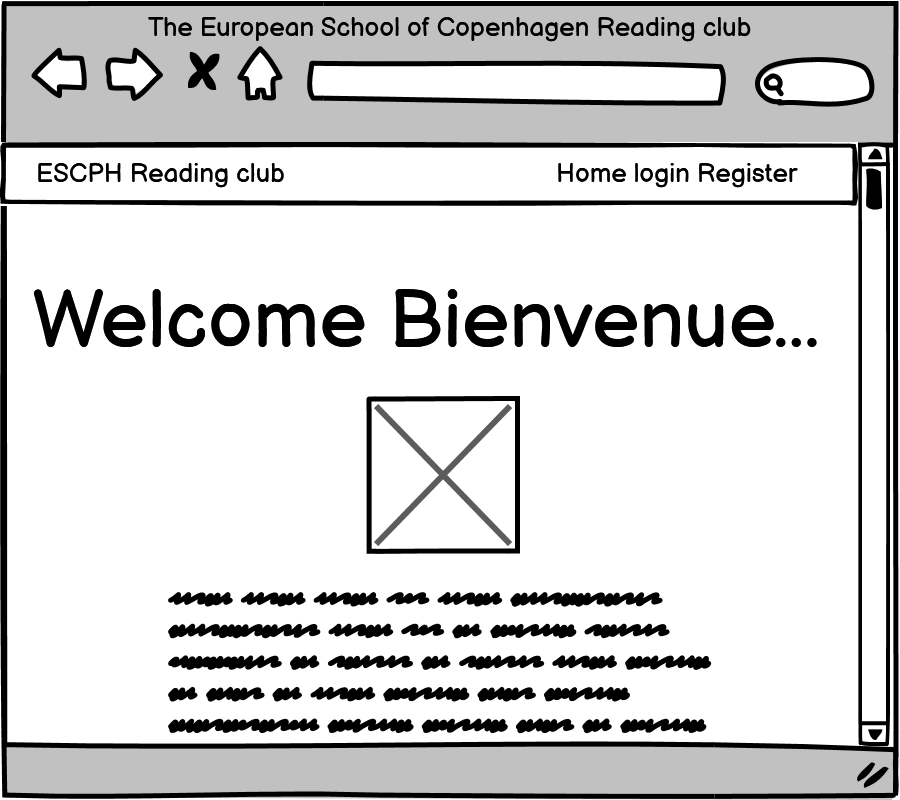 The European School of Copenhagen Reading club
ESCPH Reading club
Home login Register
Welcome Bienvenue...